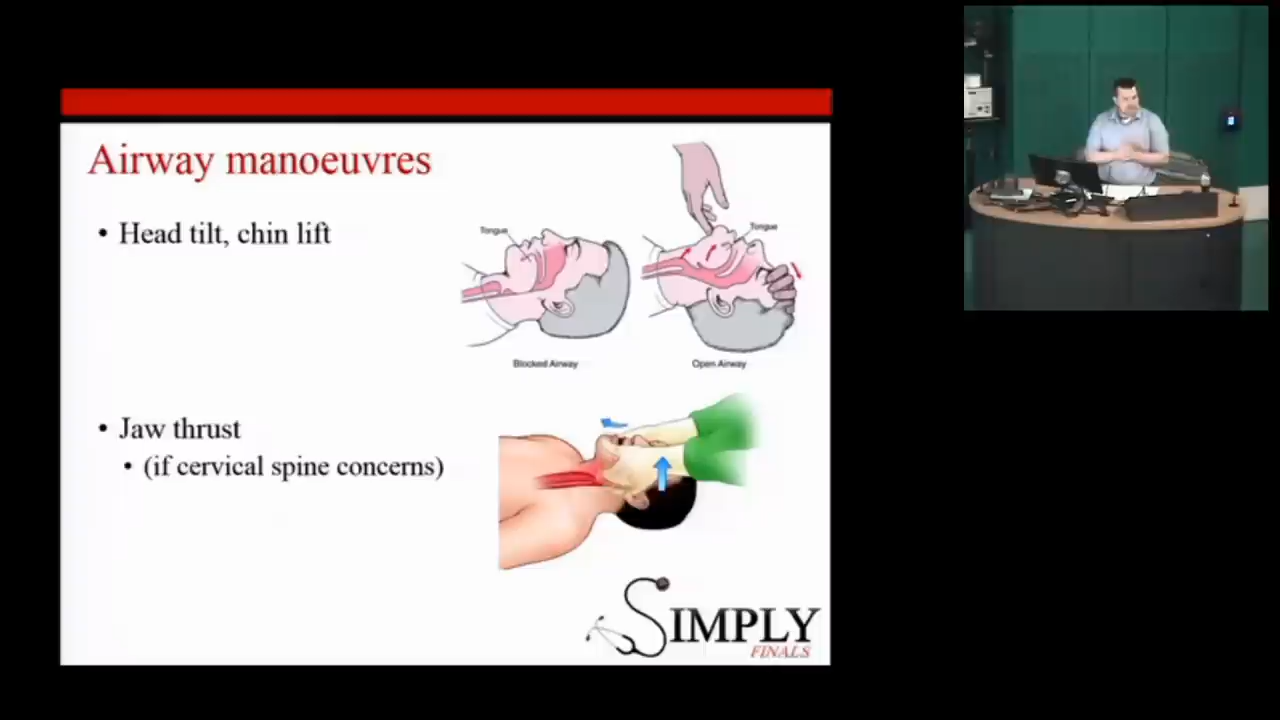 Airway manoeuvres
• Head tilt, chin lift
Tongue
Tongue
Blocked Airway
Open Airway
• Jaw thrust
• (if cervical spine concerns)
SIMPLY
FINALS